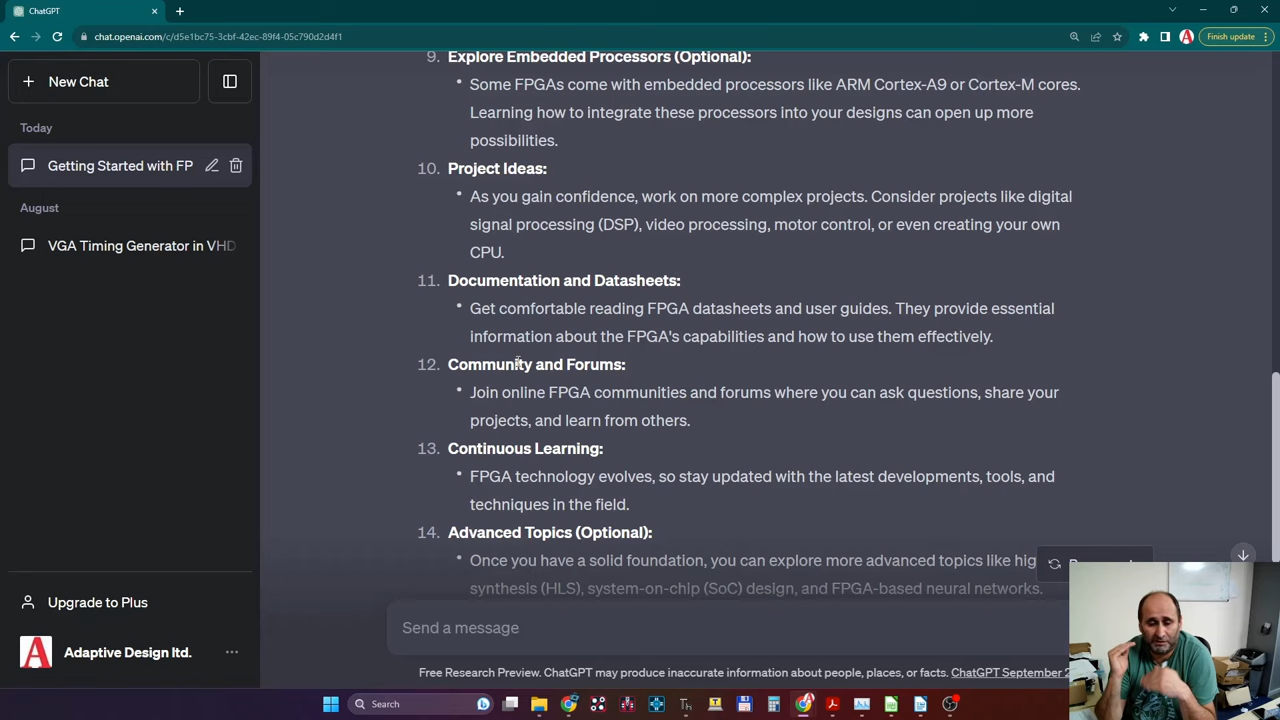 ChatGPT
chat.openai.com/c/d5e1bc75-3cbf-42ec-89f4-05c790d2d4f1
Finish update
New Chat
Today
Getting Started with FP
August
VGA Timing Generator in VHD
Upgrade to Plus
Adaptive Design ltd.
9. Explore Embedded Processors (Optional):
Some FPGAs come with embedded processors like ARM Cortex-A9 or Cortex-M cores.
Learning how to integrate these processors into your designs can open up more
possibilities.
10. Project Ideas:
As you gain confidence, work on more complex projects. Consider projects like digital
signal processing (DSP), video processing, motor control, or even creating your own
CPU.
11. Documentation and Datasheets:
Get comfortable reading FPGA datasheets and user guides. They provide essential
information about the FPGA's capabilities and how to use them effectively.
12. Community and Forums:
Join online FPGA communities and forums where you can ask questions, share your
projects, and learn from others.
13. Continuous Learning:
FPGA technology evolves, so stay updated with the latest developments, tools, and
techniques in the field.
14. Advanced Topics (Optional):
Once you have a solid foundation, you can explore more advanced topics like hig
synthesis (HLS), system-on-chip (SoC) design, and FPGA-based neural networks.
Send a message
Free Research Preview. ChatGPT may produce inaccurate information about people, places, or facts. ChatGPT September 2
Search